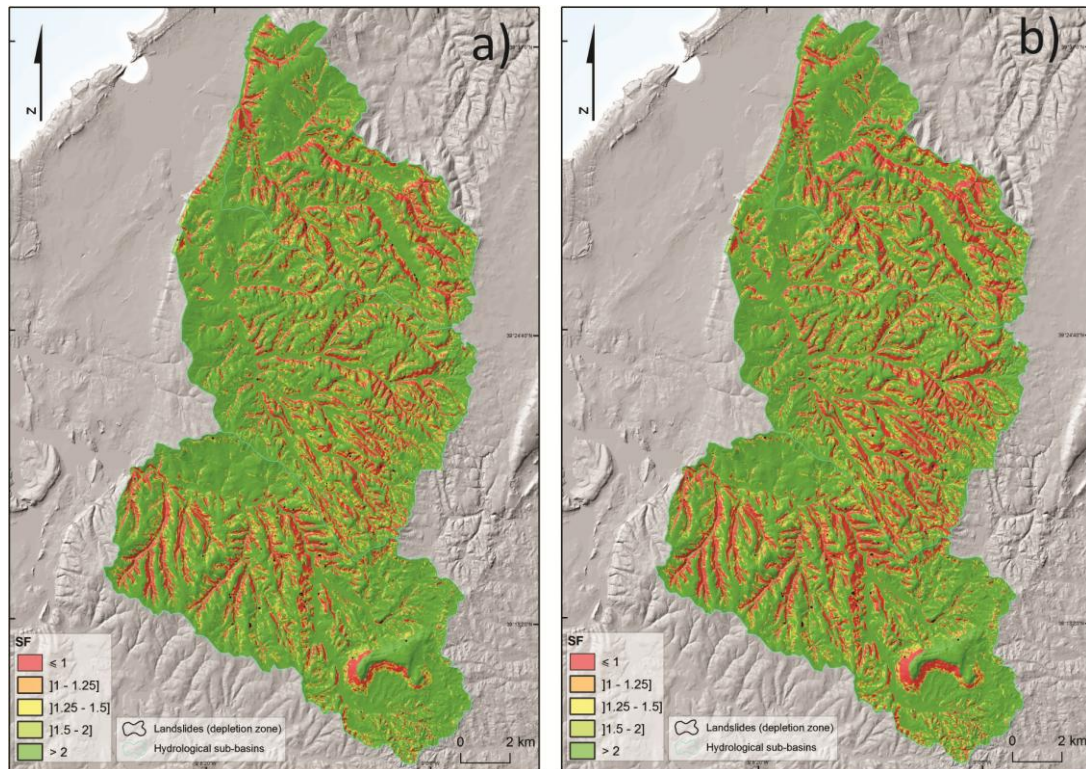 a)
N
SF
≤ 1
]1 - 1.25]
]1.25 - 1.5]
]1.5 - 2]
> 2
Landslides (depletion zone)
Hydrological sub-basins
0 2 km
b)
N
SF
≤ 1
]1 - 1.25]
]1.25 - 1.5]
]1.5 - 2]
> 2
Landslides (depletion zone)
Hydrological sub-basins
0 2 km